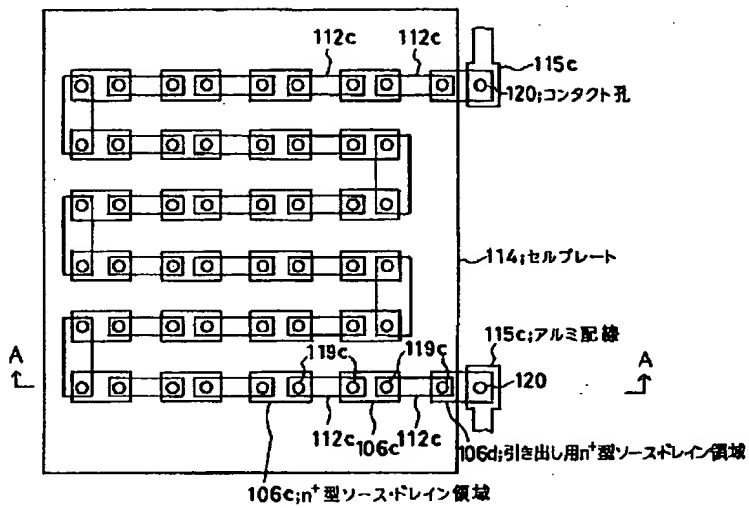 112c
112c
115c
120;コンタクト孔
114;セルプレート
115c;アルミ配線
A
119c
119c
A
120
112c
106c
112c
106d;引き出し用n+型ソース・ドレイン領域
106c;n+型ソース・ドレイン領域